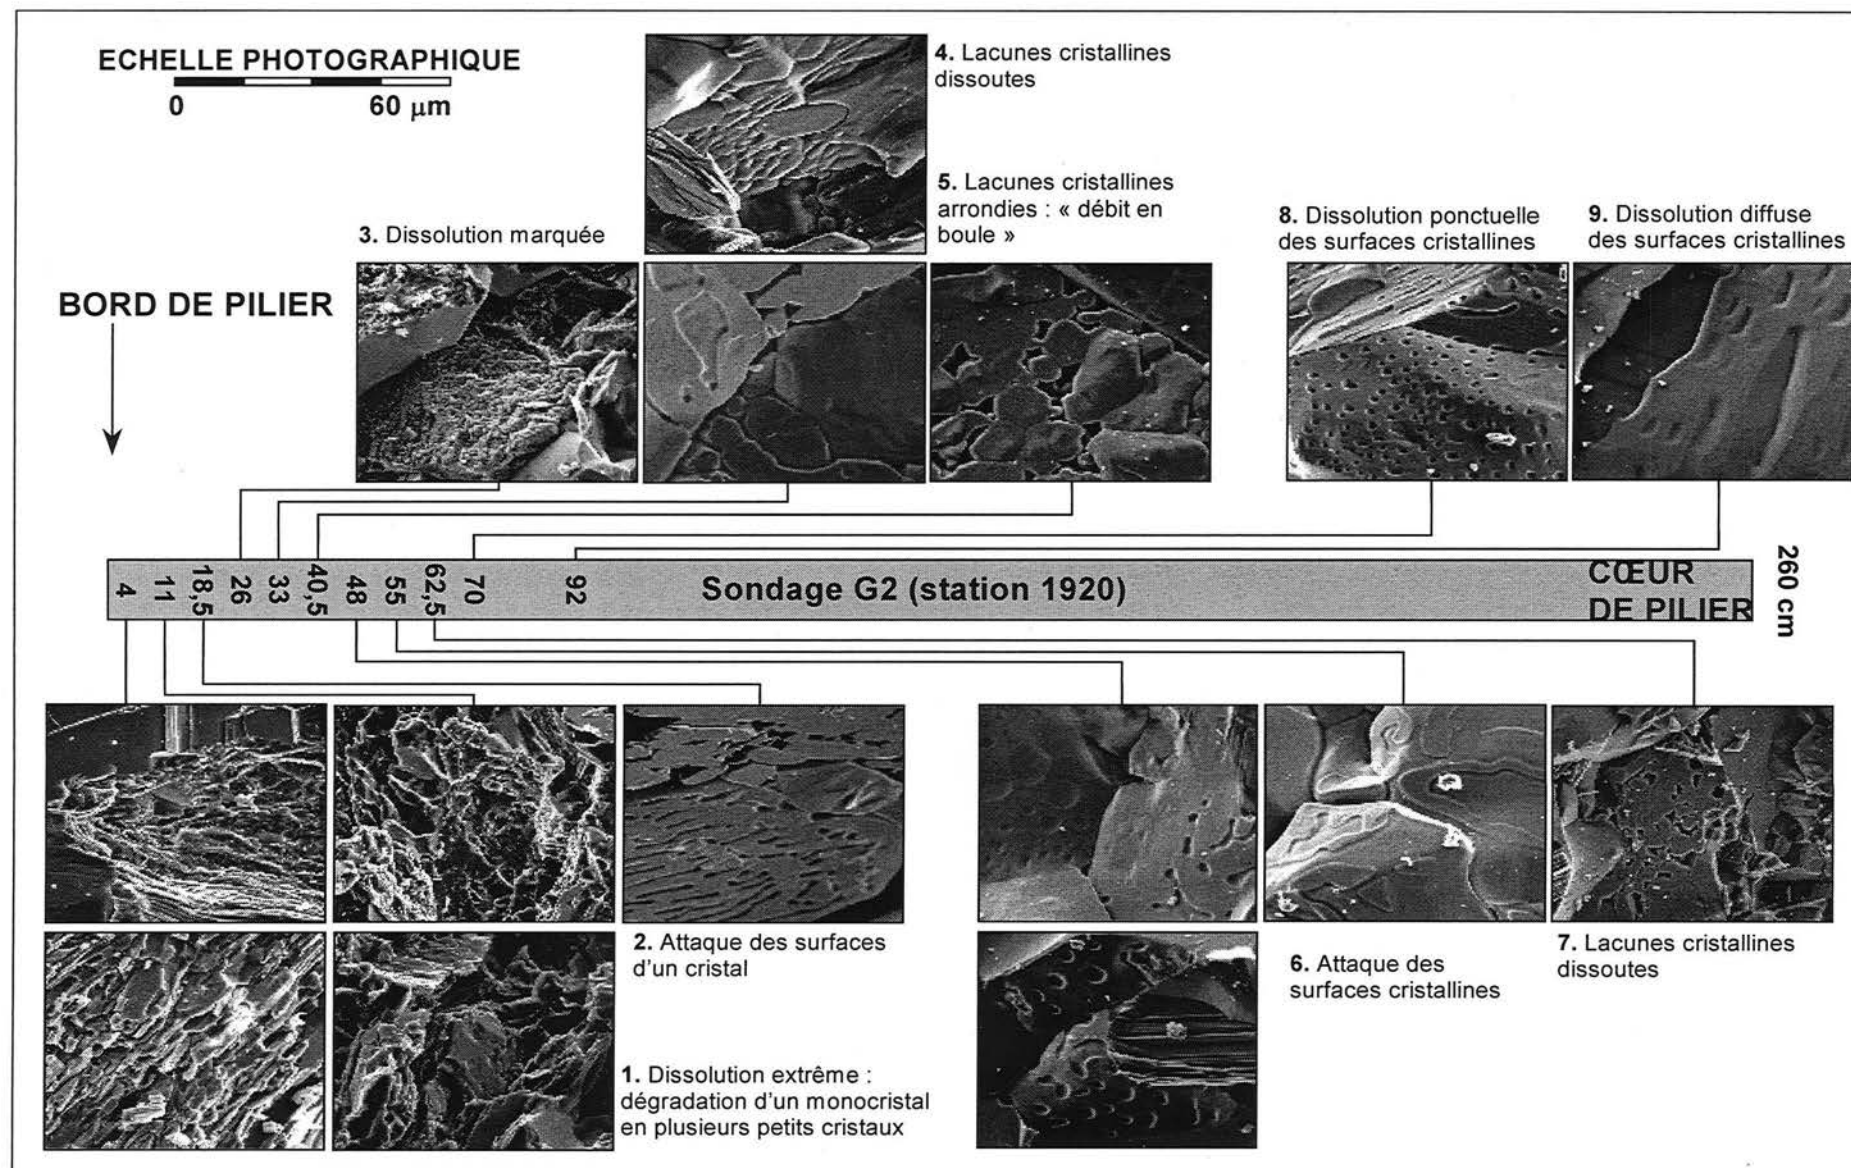 ECHELLE PHOTOGRAPHIQUE
0 60 μm
4. Lacunes cristallines
dissoutes
5. Lacunes cristallines
arrondies : « débit en
boule »
3. Dissolution marquée
8. Dissolution ponctuelle
des surfaces cristallines
9. Dissolution diffuse
des surfaces cristallines
BORD DE PILIER
4
11
18,5
26
33
40,5
48
55
62,5
70
92
Sondage G2 (station 1920)
CŒUR
DE PILIER
260 cm
2. Attaque des surfaces
d'un cristal
1. Dissolution extrême :
dégradation d'un monocristal
en plusieurs petits cristaux
6. Attaque des
surfaces cristallines
7. Lacunes cristallines
dissoutes